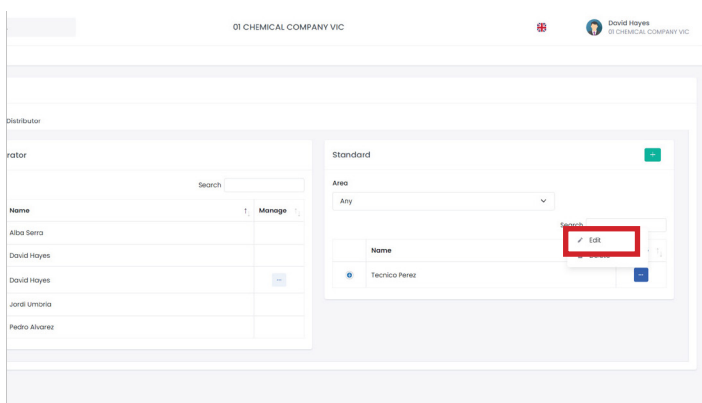 01 CHEMICAL COMPANY VIC
David Hayes
01 CHEMICAL COMPANY VIC
Distributor
rator
Search
Name
Manage
Alba Serra
David Hayes
David Hayes
Jordi Umbria
Pedro Alvarez
Standard
+
Area
Any
Search
Edit
Name
Tecnico Perez